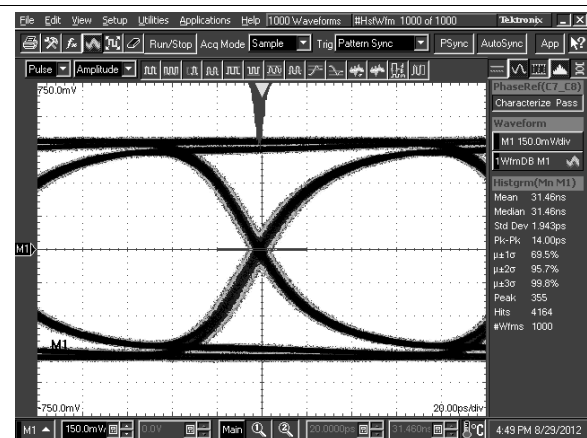 File Edit View Setup Utilities Applications Help 1000 Waveforms #HstWfm 1000 of 1000 Tektronix
Run/Stop Acq Mode Sample Trig Pattern Sync PSync AutoSync App
Pulse Amplitude
750.0mV
PhaseRef(C7_C8)
Characterize Pass
Waveform
M1 150.0mV/div
1WfmDB M1
Histgrm(Mn M1)
Mean 31.46ns
Median 31.46ns
Std Dev 1.943ps
Pk-Pk 14.00ps
μ±1σ 69.5%
μ±2σ 95.7%
μ±3σ 99.8%
Peak 355
Hits 4164
#Wfms 1000
M1
M1
-750.0mV
20.00ps/div
M1 150.0mV 0.0V Main 20.0000ps 31.460n °C 4:49 PM 8/29/2012